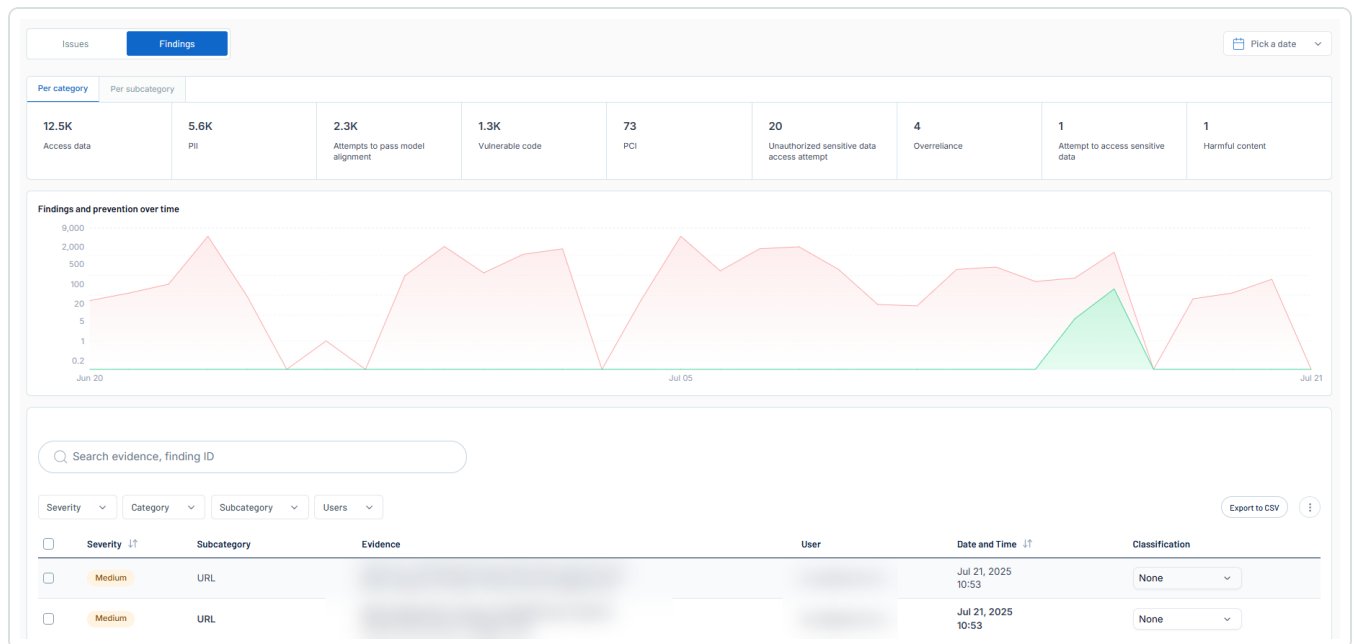 Issues
Findings
Pick a date
Per category
Per subcategory
12.5K
Access data
5.6K
PII
2.3K
Attempts to pass model
alignment
1.3K
Vulnerable code
73
PCI
20
Unauthorized sensitive data
access attempt
4
Overreliance
1
Attempt to access sensitive
data
1
Harmful content
Findings and prevention over time
9,000
2,000
500
100
20
5
1
0.2
Jun 20
Jul 05
Jul 21
Search evidence, finding ID
Severity
Category
Subcategory
Users
Export to CSV
Severity
Subcategory
Evidence
User
Date and Time
Classification
Medium
URL
Jul 21, 2025
10:53
None
Medium
URL
Jul 21, 2025
10:53
None